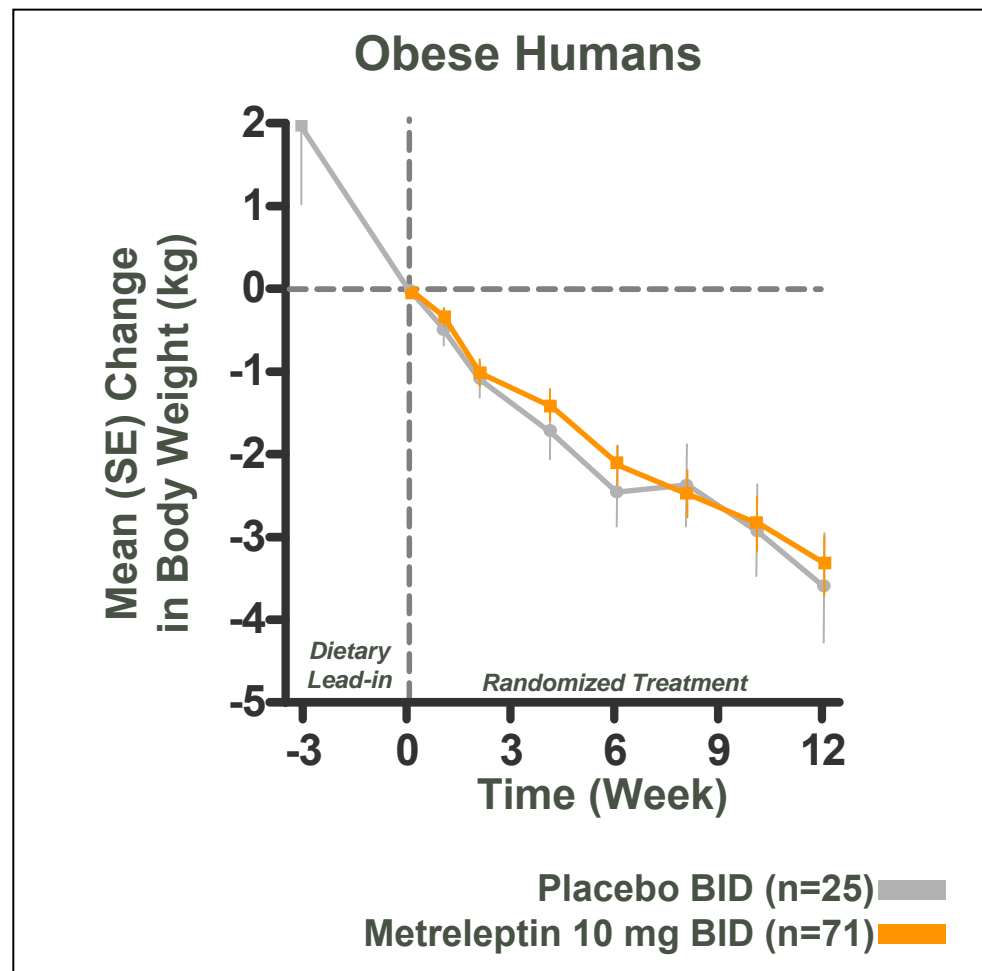 Obese Humans
Mean (SE) Change
in Body Weight (kg)
2
1
0
-1
-2
-3
-4
-5
Dietary
Lead-in
Randomized Treatment
-3 0 3 6 9 12
Time (Week)
Placebo BID (n=25)
Metreleptin 10 mg BID (n=71)